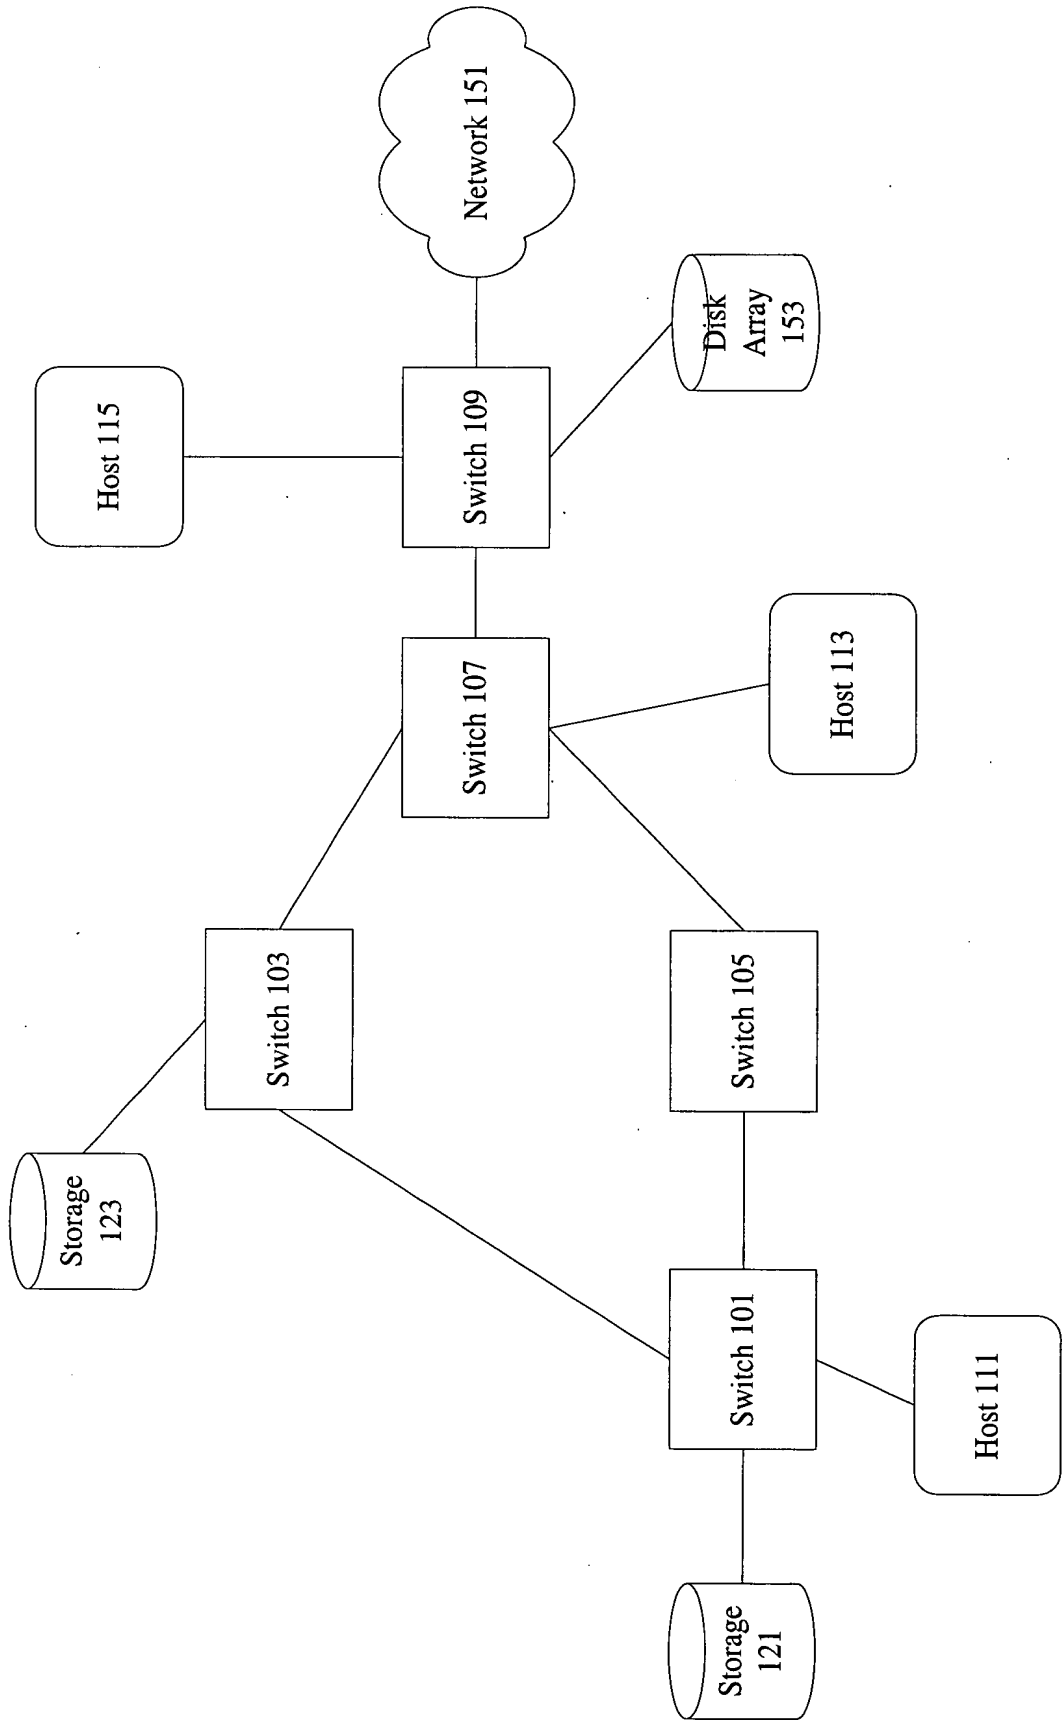 Storage
123
Host 115
Switch 103
Switch 107
Switch 109
Network 151
Storage
121
Switch 101
Switch 105
Disk
Array
153
Host 111
Host 113